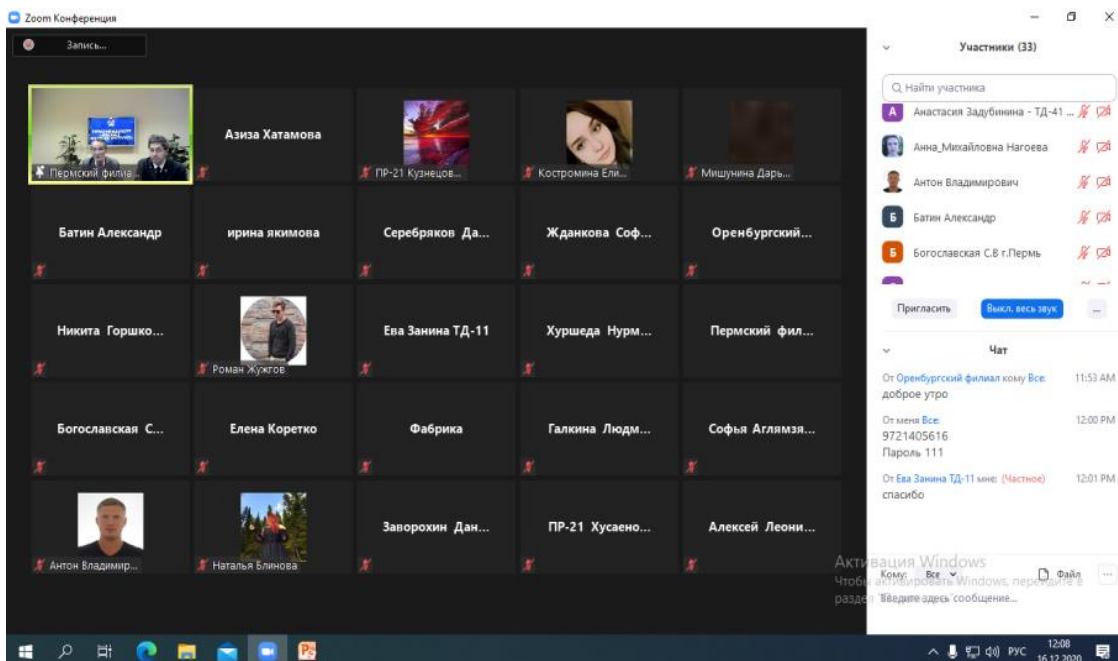 Zoom Конференция
Запись...
Пермский филиа...
Азиза Хатамова
ПР-21 Кузнецов...
Костромина Ели...
Мишунина Дарь...
Батин Александр
ирина якимова
Серебряков Да...
Жданкова Соф...
Оренбургский...
Никита Горшко...
Роман Жужгов
Ева Занина ТД-11
Хуршеда Нурм...
Пермский фил...
Богославская С...
Елена Коретко
Фабрика
Галкина Людм...
Софья Аглямзя...
Антон Владимир...
Наталья Блинова
Заворохин Дан...
ПР-21 Хусаено...
Алексей Леони...
Участники (33)
Найти участника
А Анастасия Задубинина - ТД-41 ...
Анна_Михайловна Нагоева
Антон Владимирович
Б Батин Александр
Б Богославская С.В г.Пермь
Пригласить Выкл. весь звук ...
Чат
От Оренбургский филиал кому Все: 11:53 AM
доброе утро
От меня Все: 12:00 PM
9721405616
Пароль 111
От Ева Занина ТД-11 мне: (Частное) 12:01 PM
спасибо
Активация Windows
Чтобы активировать Windows, перейдите в
раздел
Кому: Все Файл ...
Введите здесь сообщение...
РУС 12:08
16.12.2020